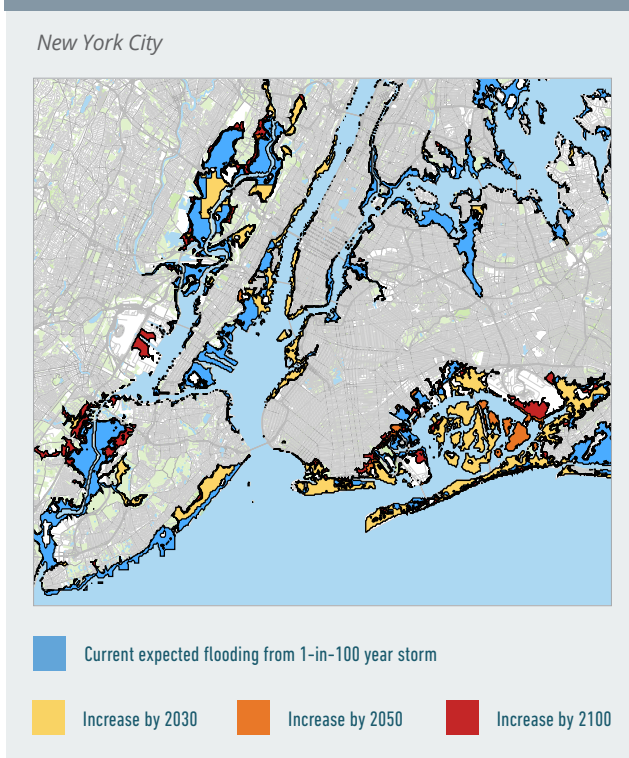 New York City
Current expected flooding from 1-in-100 year storm
Increase by 2030
Increase by 2050
Increase by 2100